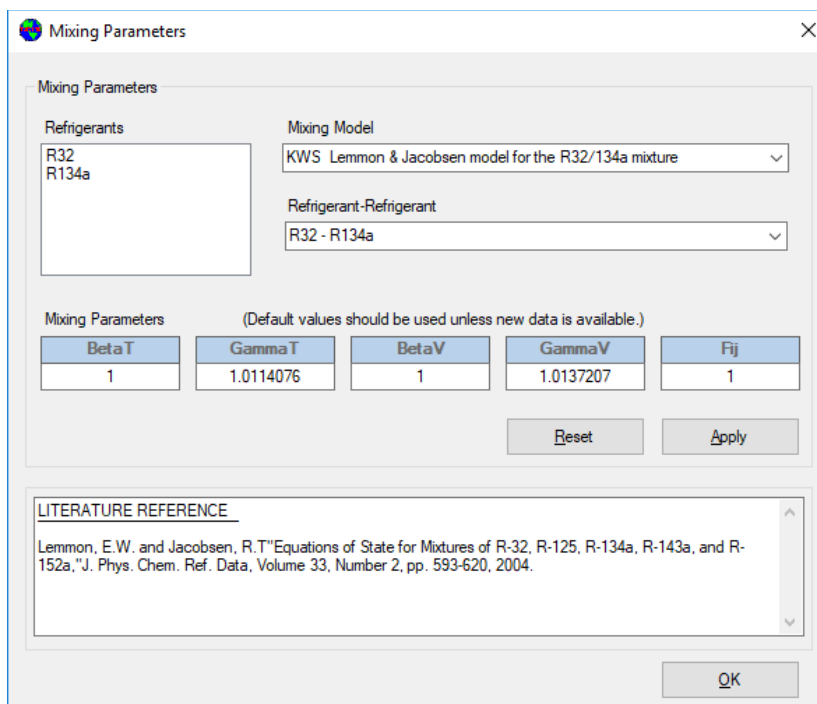 Mixing Parameters
Mixing Parameters
Refrigerants
Mixing Model
R32
R134a
KWS Lemmon & Jacobsen model for the R32/134a mixture
Refrigerant-Refrigerant
R32 - R134a
Mixing Parameters (Default values should be used unless new data is available.)
BetaT GammaT BetaV GammaV Fij
1 1.0114076 1 1.0137207 1
Reset Apply
LITERATURE REFERENCE
Lemmon, E.W. and Jacobsen, R.T"Equations of State for Mixtures of R-32, R-125, R-134a, R-143a, and R-
152a,"J. Phys. Chem. Ref. Data, Volume 33, Number 2, pp. 593-620, 2004.
OK